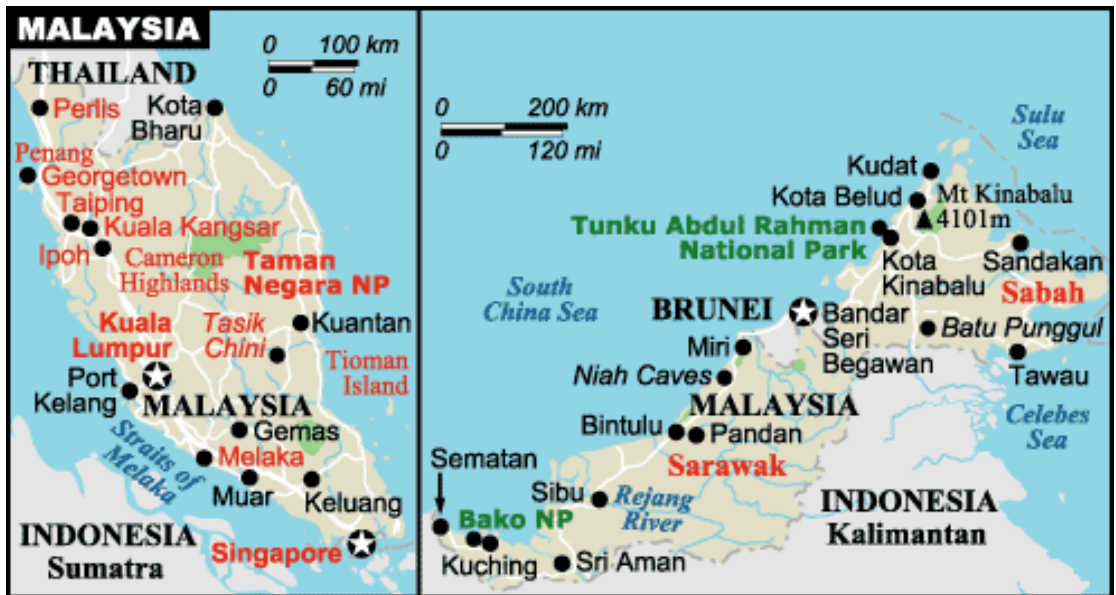 MALAYSIA
0 100 km
0 60 mi
THAILAND
Perlis
Kota
Bharu
Penang
Georgetown
Taiping
Kuala Kangsar
Ipoh
Cameron
Highlands
Taman
Negara NP
Kuala
Lumpur
Tasik
Chini
Kuantan
Tioman
Island
Port
Kelang
MALAYSIA
Gemas
Straits of
Melaka
Melaka
Muar
Keluang
INDONESIA
Sumatra
Singapore
0 200 km
0 120 mi
Sulu
Sea
Kudat
Kota Belud
Mt Kinabalu
4101m
Tunku Abdul Rahman
National Park
Kota
Kinabalu
Sandakan
Sabah
South
China Sea
BRUNEI
Bandar
Seri
Begawan
Batu Punggul
Miri
Tawau
Niah Caves
Celebes
Sea
MALAYSIA
Bintulu
Pandan
Sarawak
Sematan
Sibu
Rejang
River
INDONESIA
Kalimantan
Bako NP
Kuching
Sri Aman